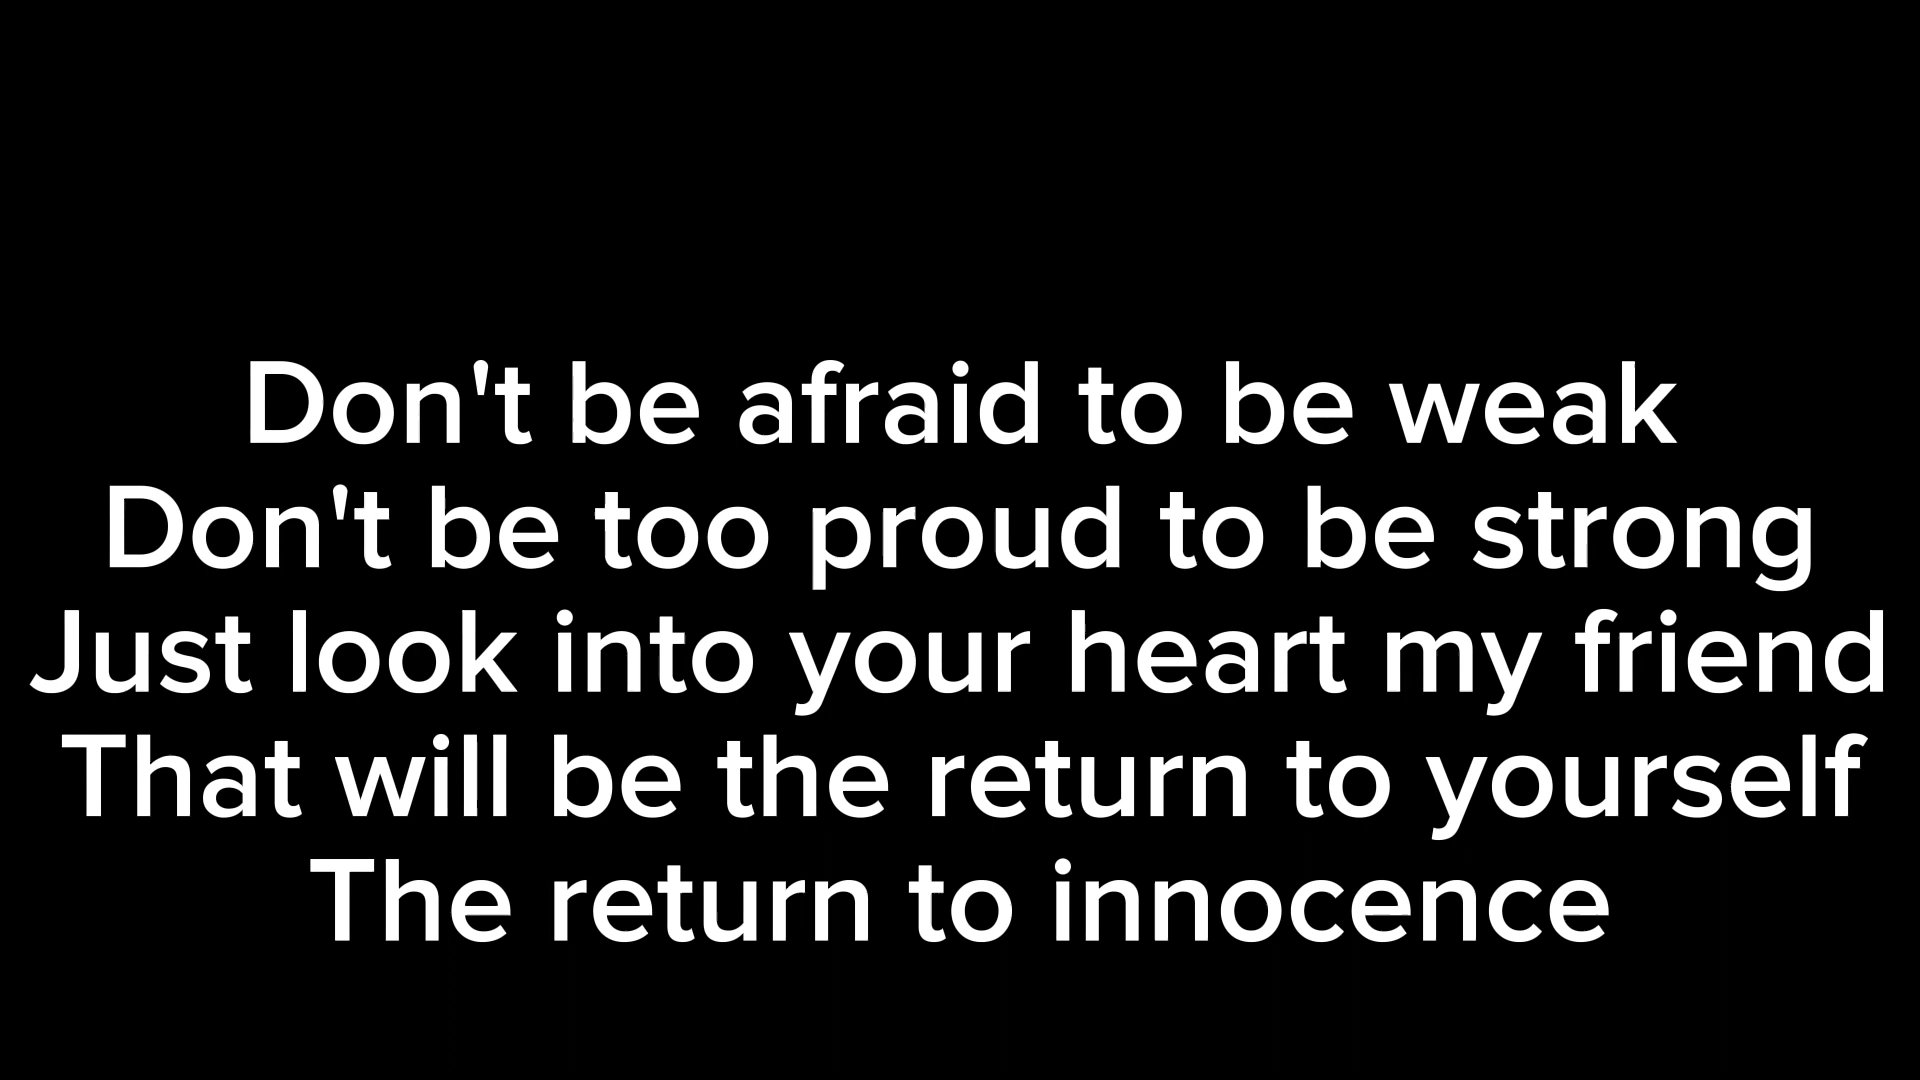 Don't be afraid to be weak
Don't be too proud to be strong
Just look into your heart my friend
That will be the return to yourself
The return to innocence